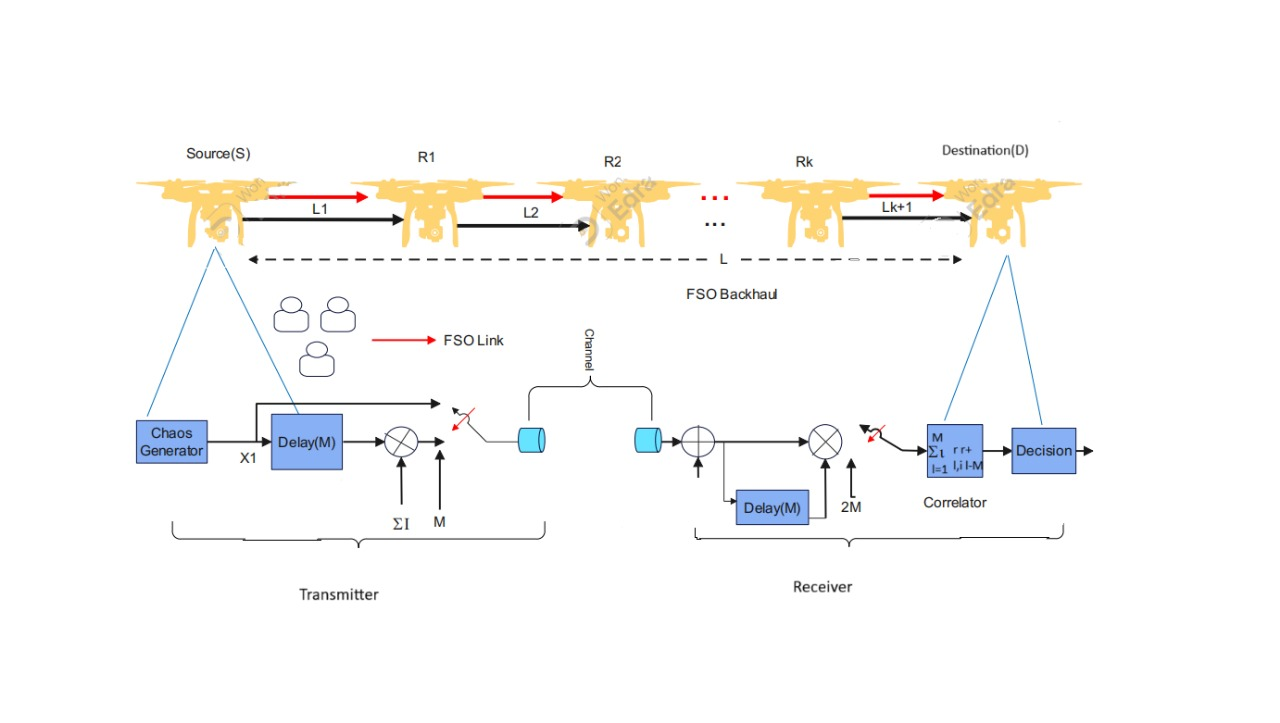 Source(S)
R1
R2
Rk
Destination(D)
L1
L2
...
...
Lk+1
L
FSO Backhaul
FSO Link
Channel
Chaos
Generator
X1
Delay(M)
ΣI
M
Delay(M)
2M
M
Σι r r+
I=1 I,i I-M
Correlator
Decision
Transmitter
Receiver